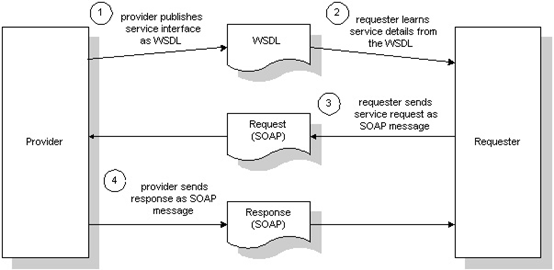 1
provider publishes
service interface
as WSDL
WSDL
2
requester learns
service details from
the WSDL
Provider
Request
(SOAP)
3
requester sends
service request as
SOAP message
Requester
4
provider sends
response as SOAP
message
Response
(SOAP)